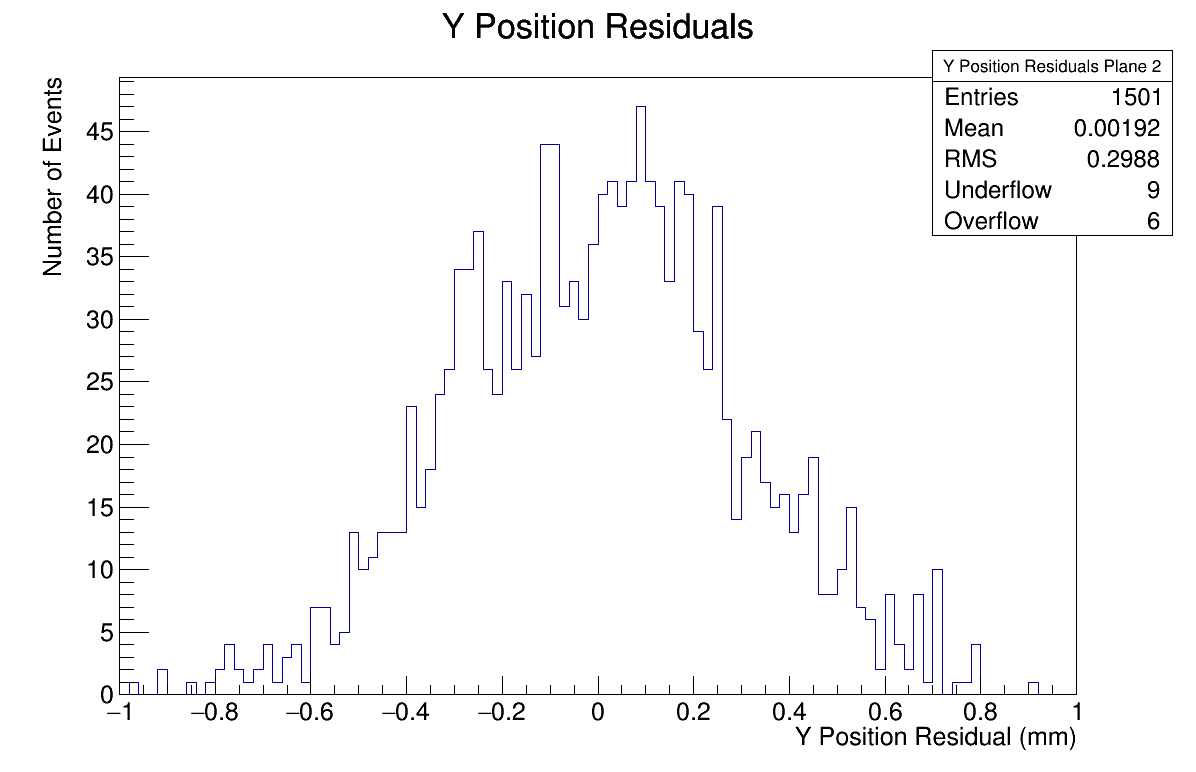 Y Position Residuals
Y Position Residuals Plane 2
Entries 1501
Mean 0.00192
RMS 0.2988
Underflow 9
Overflow 6
Number of Events
45
40
35
30
25
20
15
10
5
0
−1 −0.8 −0.6 −0.4 −0.2 0 0.2 0.4 0.6 0.8 1
Y Position Residual (mm)